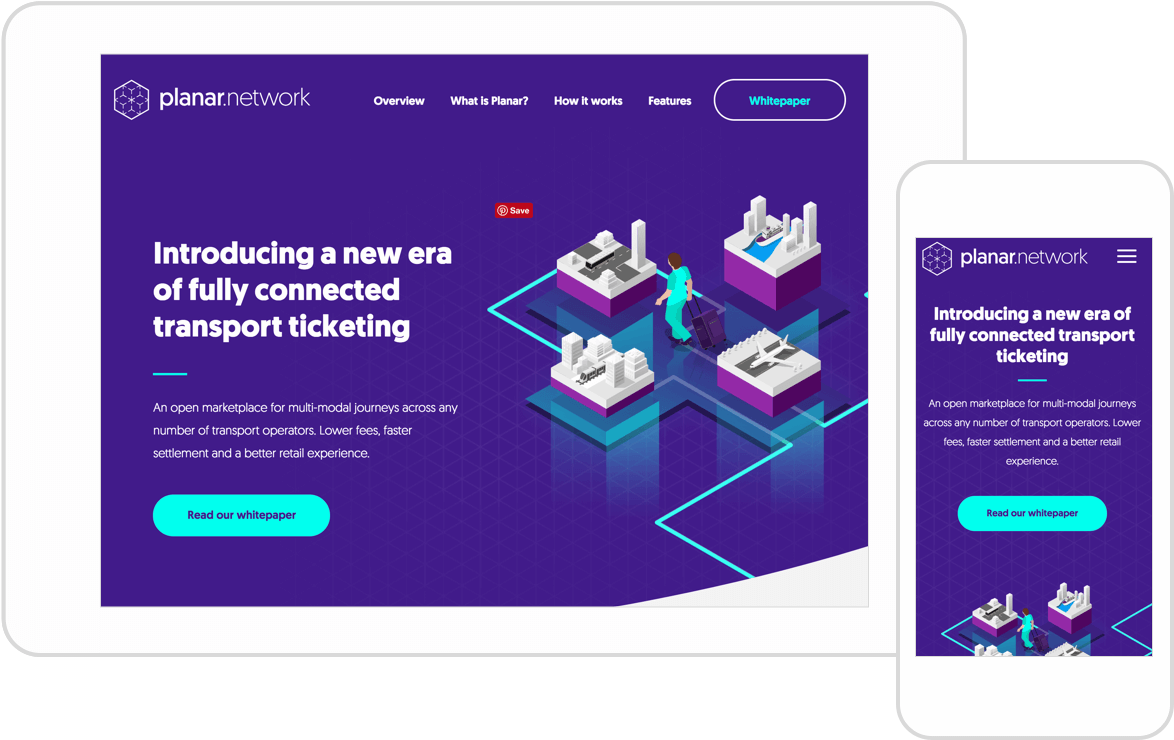 planar.network
Overview
What is Planar?
How it works
Features
Whitepaper
Save
Introducing a new era
of fully connected
transport ticketing
An open marketplace for multi-modal journeys across any
number of transport operators. Lower fees, faster
settlement and a better retail experience.
Read our whitepaper
planar.network
Introducing a new era of
fully connected transport
ticketing
An open marketplace for multi-modal journeys
across any number of transport operators. Lower
fees, faster settlement and a better retail
experience.
Read our whitepaper